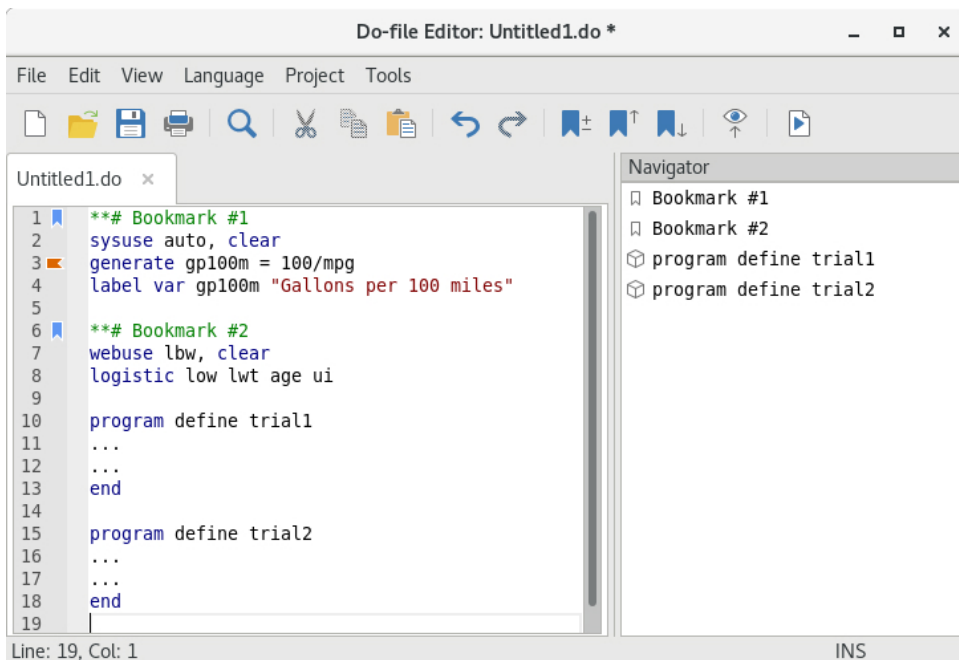 Do-file Editor: Untitled1.do *
File Edit View Language Project Tools
Untitled1.do
Navigator
Bookmark #1
Bookmark #2
program define trial1
program define trial2
1 **# Bookmark #1
2 sysuse auto, clear
3 generate gp100m = 100/mpg
4 label var gp100m "Gallons per 100 miles"
5
6 **# Bookmark #2
7 webuse lbw, clear
8 logistic low lwt age ui
9
10 program define trial1
11 ...
12 ...
13 end
14
15 program define trial2
16 ...
17 ...
18 end
19
Line: 19, Col: 1
INS